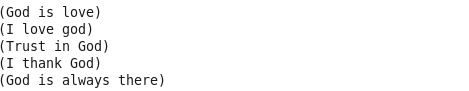 (God is love)
(I love god)
(Trust in God)
(I thank God)
(God is always there)